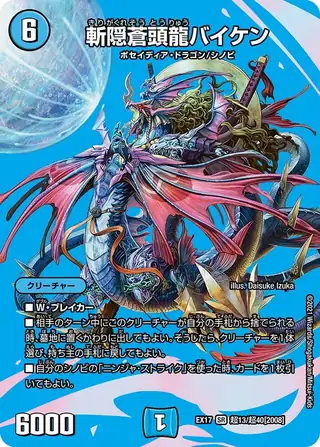 6
きりがくれそうとうりゅう
斬隠蒼頭龍バイケン
ポセイディア・ドラゴン/シノビ
クリーチャー
illus. Daisuke Iizuka
■W・ブレイカー
■相手のターン中にこのクリーチャーが自分の手札から捨てられる
時、墓地に置くかわりに出してもよい。そうしたら、クリーチャーを1体
選び、持ち主の手札に戻してもよい。
■自分のシノビの「ニンジャ・ストライク」を使った時、カードを1枚引
いてもよい。
©2021 Wizards/Shogakukan/Mitsui-Kids
EX17 SR 超13/超40[2008]
6000
1